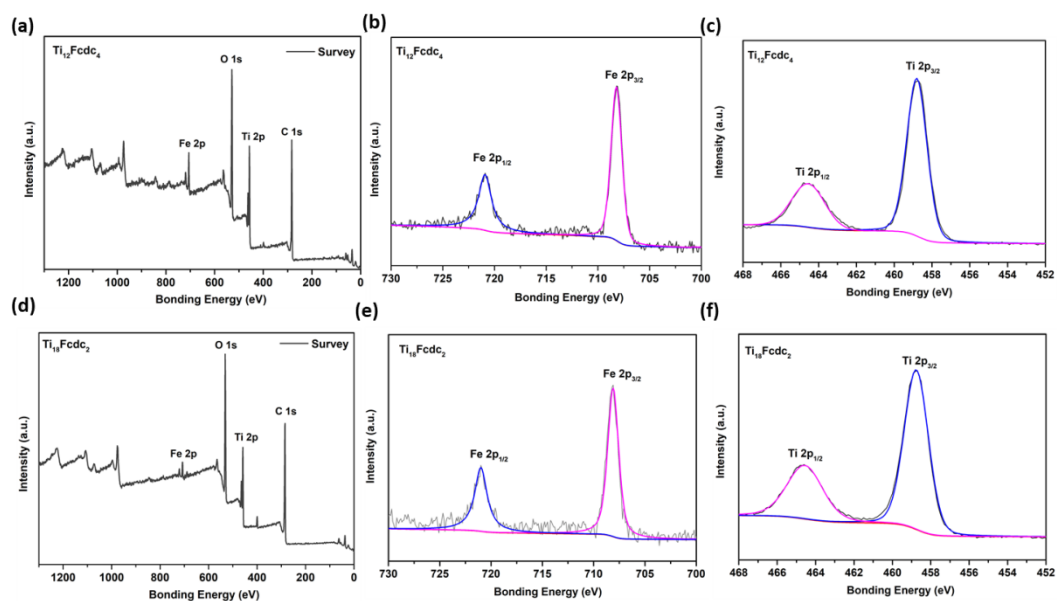 (a)
Ti₁₂Fcdc₄
Survey
O 1s
Fe 2p
Ti 2p
C 1s
Intensity (a.u.)
1200 1000 800 600 400 200 0
Bonding Energy (eV)
(b)
Ti₁₂Fcdc₄
Fe 2p₃/₂
Fe 2p₁/₂
Intensity (a.u.)
730 725 720 715 710 705 700
Bonding Energy (eV)
(c)
Ti₁₂Fcdc₄
Ti 2p₃/₂
Ti 2p₁/₂
Intensity (a.u.)
468 466 464 462 460 458 456 454 452
Bonding Energy (eV)
(d)
Ti₁₈Fcdc₂
Survey
O 1s
C 1s
Ti 2p
Fe 2p
Intensity (a.u.)
1200 1000 800 600 400 200 0
Bonding Energy (eV)
(e)
Ti₁₈Fcdc₂
Fe 2p₃/₂
Fe 2p₁/₂
Intensity (a.u.)
730 725 720 715 710 705 700
Bonding Energy (eV)
(f)
Ti₁₈Fcdc₂
Ti 2p₃/₂
Ti 2p₁/₂
Intensity (a.u.)
468 466 464 462 460 458 456 454 452
Bonding Energy (eV)